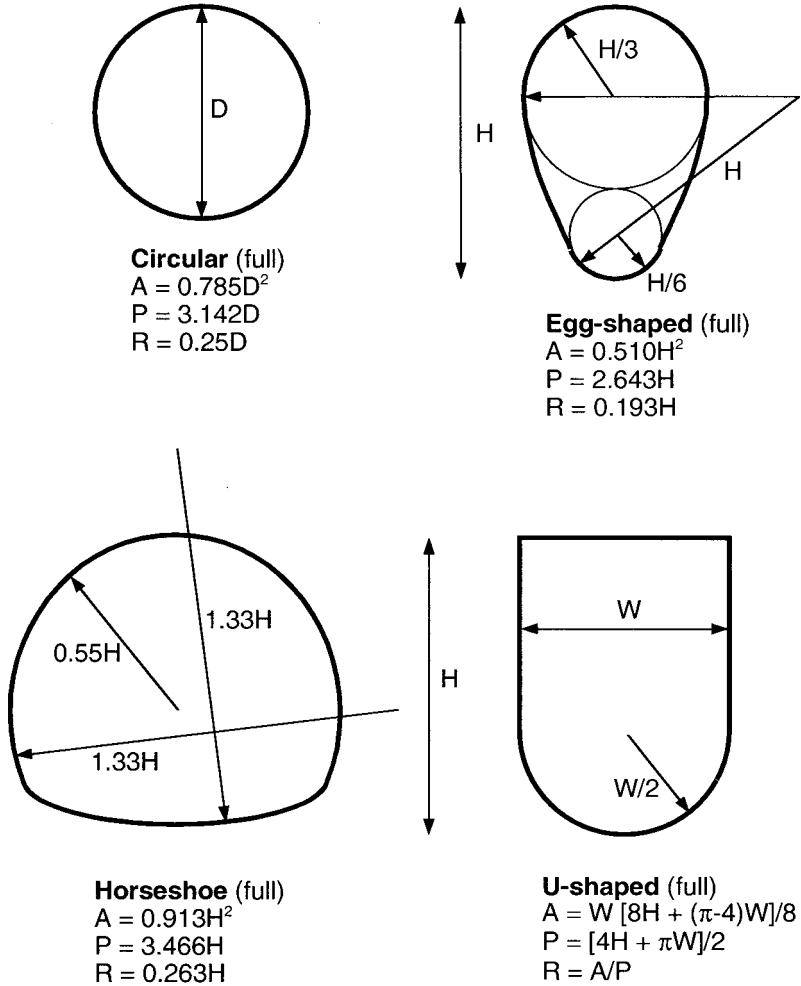 D
H/3
H
H
H/6
Circular (full)
A = 0.785D²
P = 3.142D
R = 0.25D
Egg-shaped (full)
A = 0.510H²
P = 2.643H
R = 0.193H
1.33H
0.55H
1.33H
H
W
W/2
Horseshoe (full)
A = 0.913H²
P = 3.466H
R = 0.263H
U-shaped (full)
A = W [8H + (π-4)W]/8
P = [4H + πW]/2
R = A/P